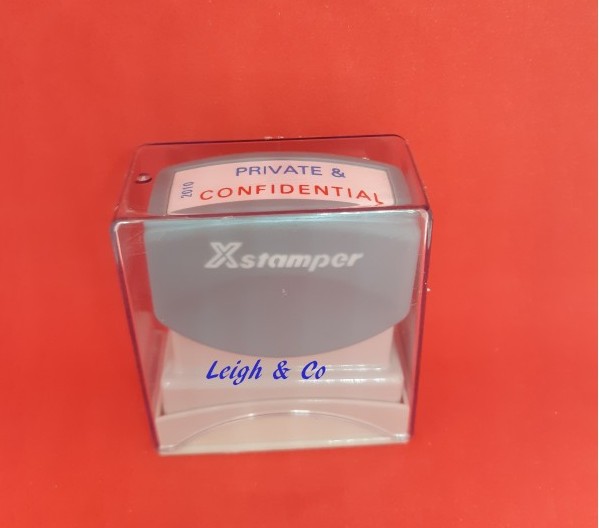 PRIVATE &
2010
CONFIDENTIAL
Xstamper
Leigh & Co